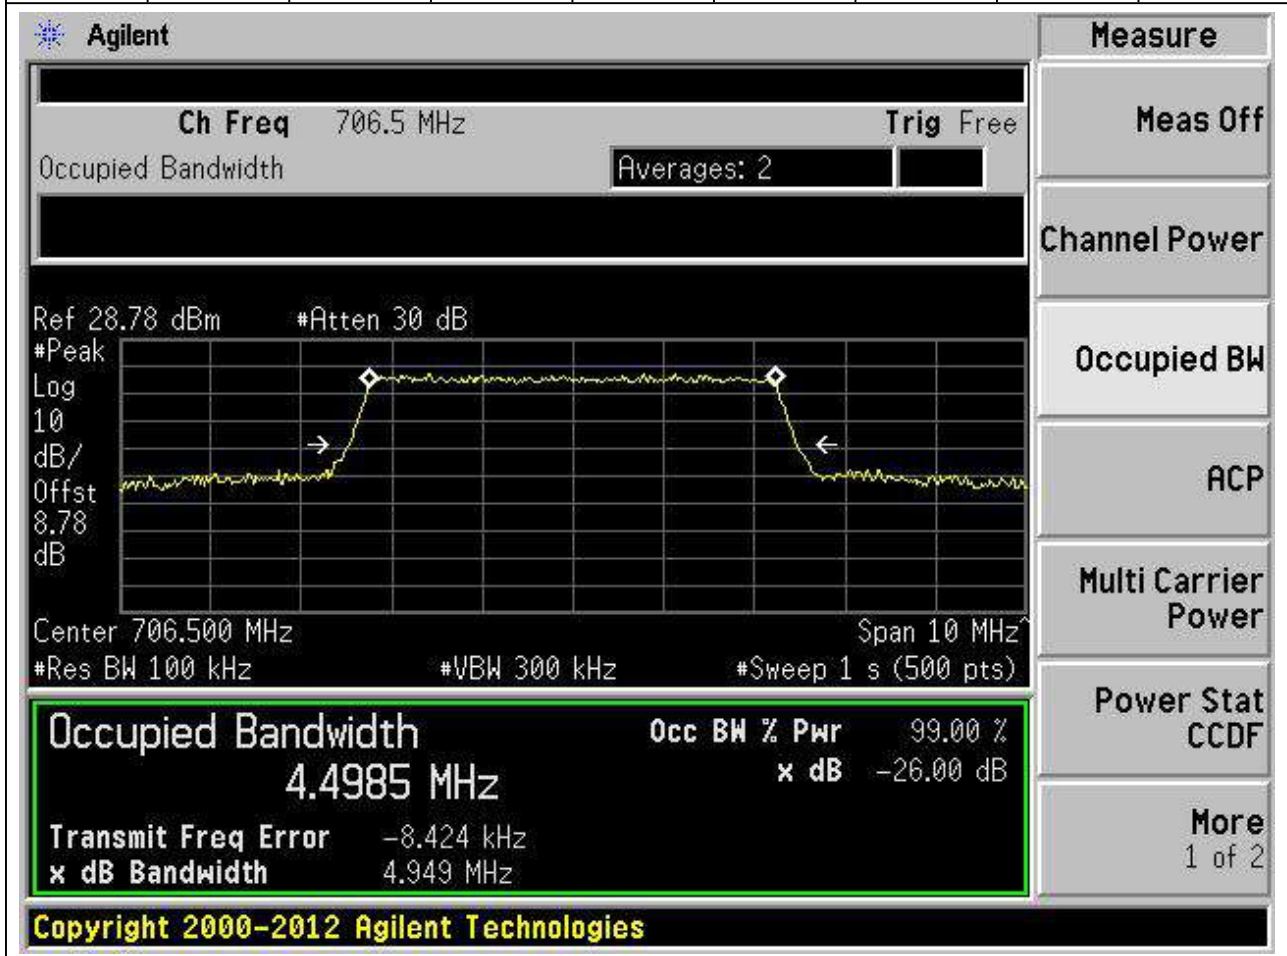 Agilent
Measure
Ch Freq 706.5 MHz Trig Free
Occupied Bandwidth Averages: 2
Meas Off
Channel Power
Occupied BW
ACP
Multi Carrier
Power
Power Stat
CCDF
More
1 of 2
Ref 28.78 dBm #Atten 30 dB
#Peak
Log
10
dB/
Offst
8.78
dB
Center 706.500 MHz Span 10 MHz^
#Res BW 100 kHz #VBW 300 kHz #Sweep 1 s (500 pts)
Occupied Bandwidth Occ BW % Pwr 99.00 %
4.4985 MHz x dB -26.00 dB
Transmit Freq Error -8.424 kHz
x dB Bandwidth 4.949 MHz
Copyright 2000-2012 Agilent Technologies